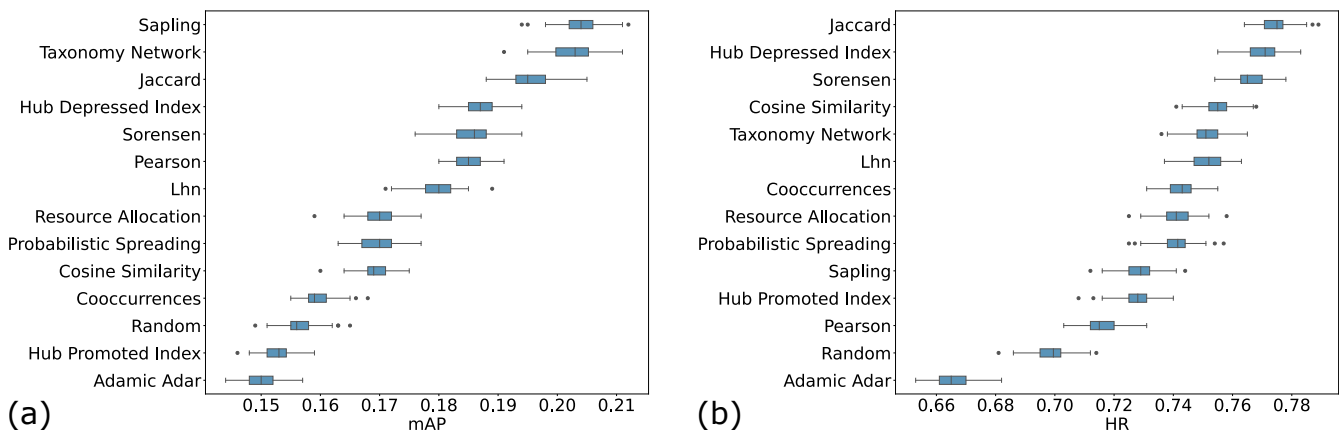 Sapling
Taxonomy Network
Jaccard
Hub Depressed Index
Sorensen
Pearson
Lhn
Resource Allocation
Probabilistic Spreading
Cosine Similarity
Cooccurrences
Random
Hub Promoted Index
Adamic Adar
0.15 0.16 0.17 0.18 0.19 0.20 0.21
mAP
(a)
Jaccard
Hub Depressed Index
Sorensen
Cosine Similarity
Taxonomy Network
Lhn
Cooccurrences
Resource Allocation
Probabilistic Spreading
Sapling
Hub Promoted Index
Pearson
Random
Adamic Adar
0.66 0.68 0.70 0.72 0.74 0.76 0.78
HR
(b)